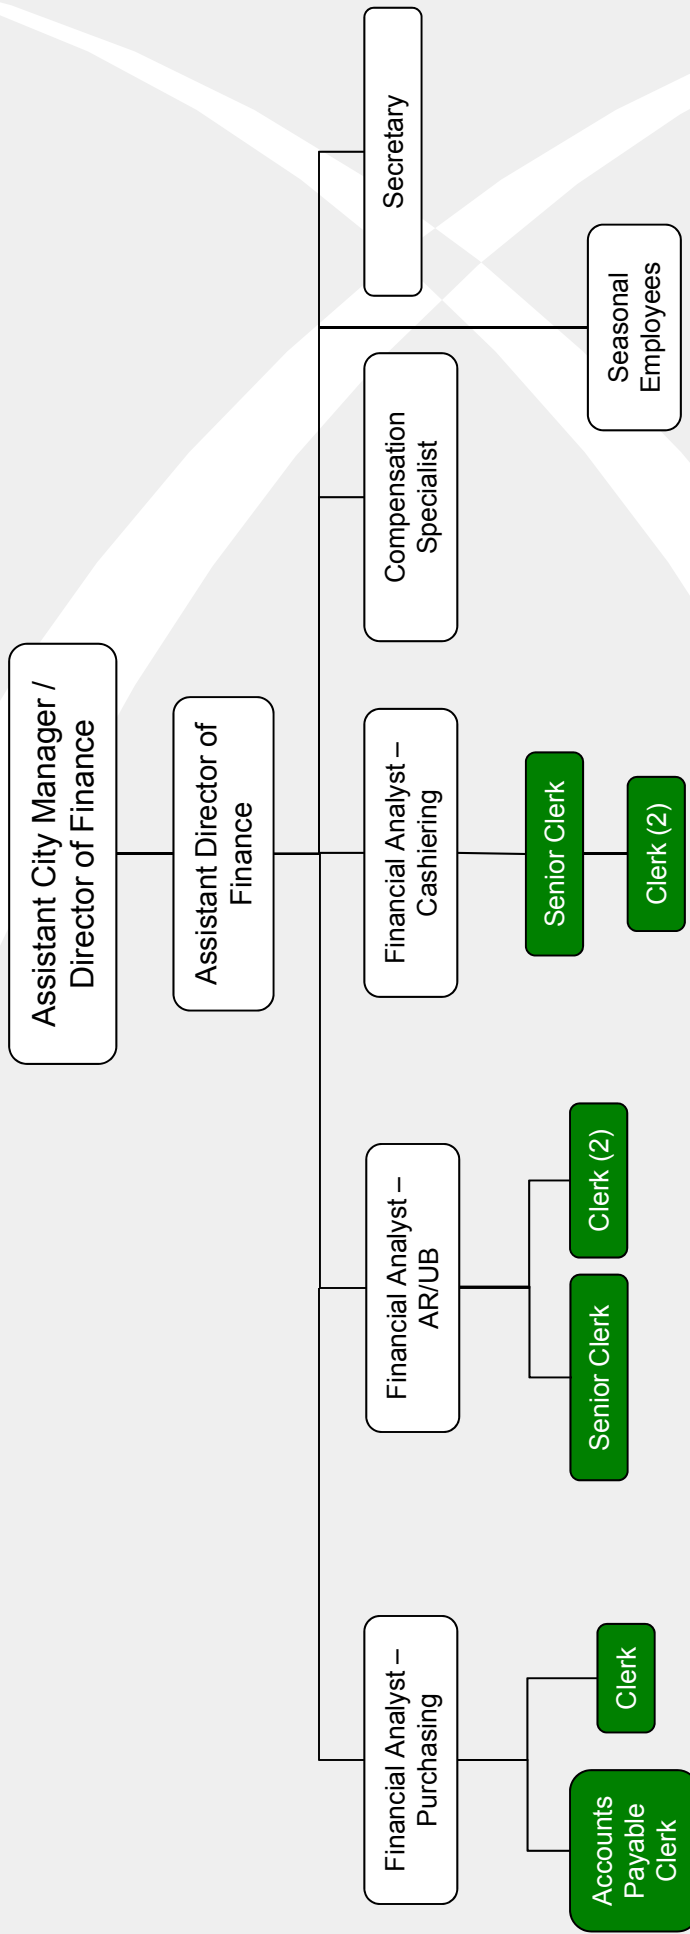 Assistant City Manager /
Director of Finance
Assistant Director of
Finance
Financial Analyst –
Purchasing
Financial Analyst –
AR/UB
Financial Analyst –
Cashiering
Compensation
Specialist
Secretary
Accounts
Payable
Clerk
Clerk
Senior Clerk
Clerk (2)
Senior Clerk
Clerk (2)
Seasonal
Employees